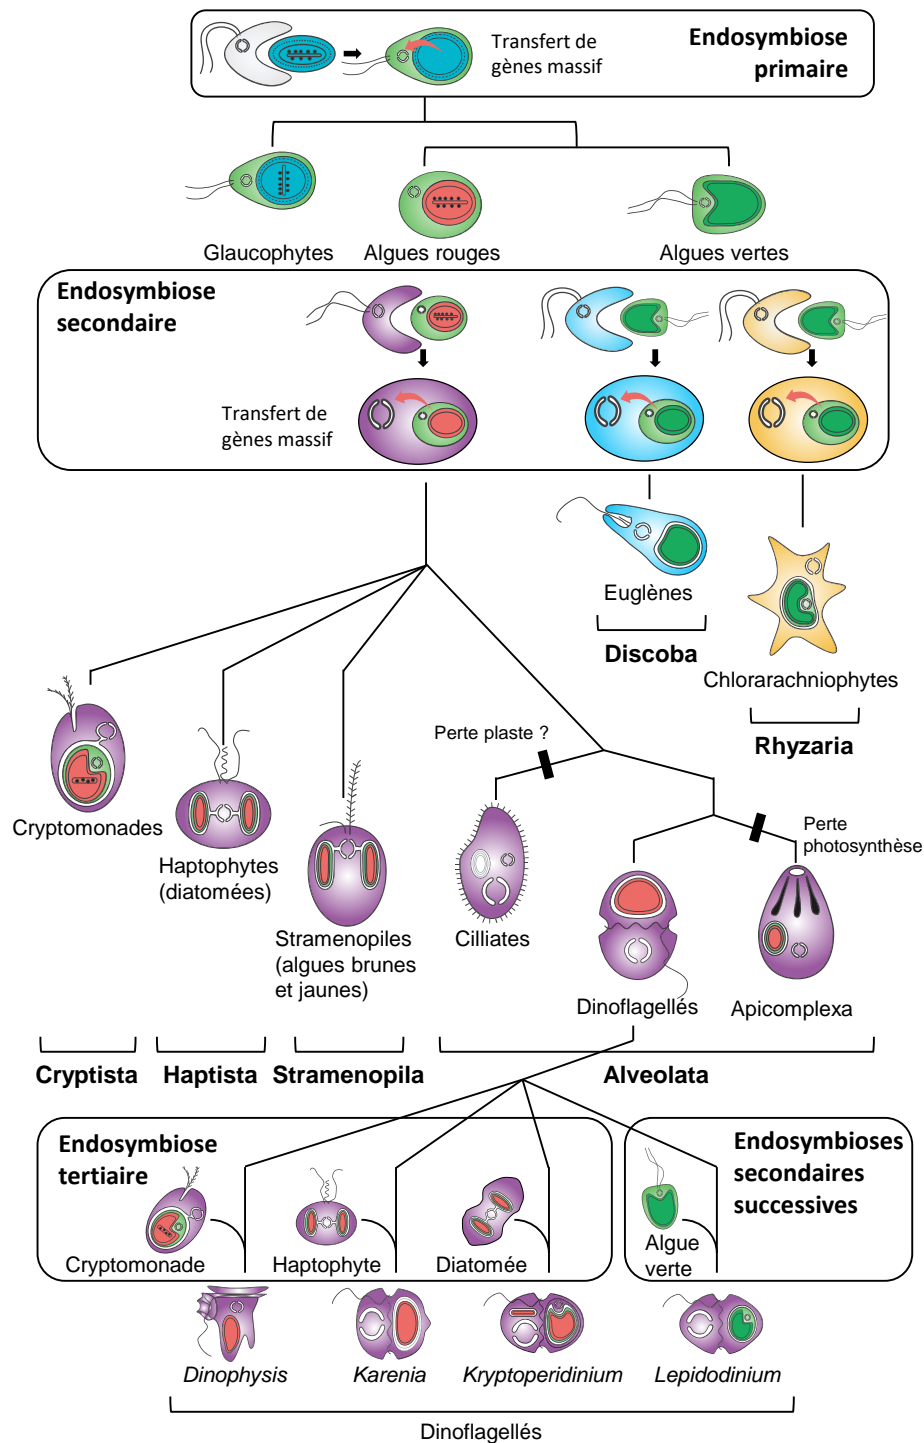 Transfert de
gènes massif
Endosymbiose
primaire
Glaucophytes
Algues rouges
Algues vertes
Endosymbiose
secondaire
Transfert de
gènes massif
Euglènes
Discoba
Chlorarachniophytes
Rhyzaria
Perte plaste ?
Perte
photosynthèse
Cryptomonades
Haptophytes
(diatomées)
Stramenopiles
(algues brunes
et jaunes)
Cilliates
Dinoflagellés
Apicomplexa
Cryptista
Haptista
Stramenopila
Alveolata
Endosymbiose
tertiaire
Endosymbioses
secondaires
successives
Cryptomonade
Haptophyte
Diatomée
Algue
verte
Dinophysis
Karenia
Kryptoperidinium
Lepidodinium
Dinoflagellés